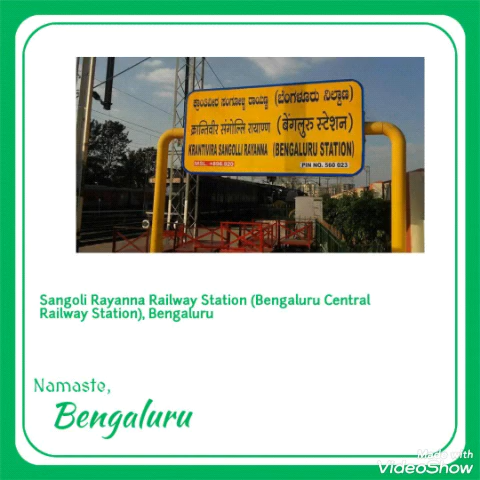 ಕ್ರಾಂತಿವೀರ ಸಂಗೊಳ್ಳಿ ರಾಯಣ್ಣ (ಬೆಂಗಳೂರು ನಿಲ್ದಾಣ)
क्रान्तिवीर संगोल्लि रायण्ण (बेंगलुरु स्टेशन)
KRANTIVIRA SANGOLLI RAYANNA (BENGALURU STATION)
PIN NO. 560 023
Sangoli Rayanna Railway Station (Bengaluru Central
Railway Station), Bengaluru
Namaste,
Bengaluru
Made with
VideoShow